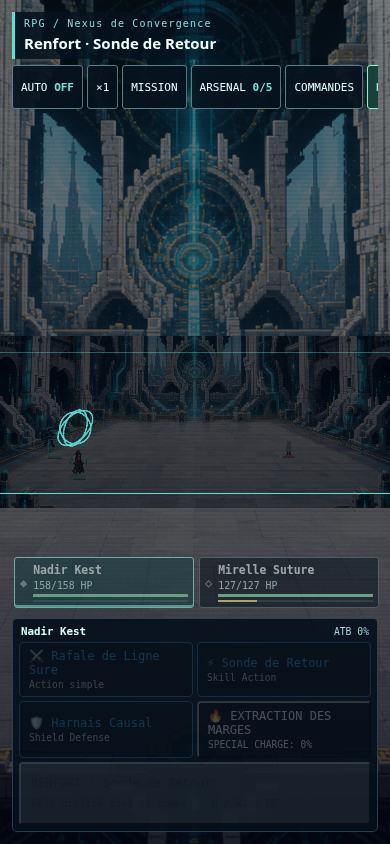 RPG / Nexus de Convergence
Renfort · Sonde de Retour
AUTO OFF
×1
MISSION
ARSENAL 0/5
COMMANDES
Nadir Kest
158/158 HP
Mirelle Suture
127/127 HP
Nadir Kest
ATB 0%
Rafale de Ligne
Sure
Action simple
Sonde de Retour
Skill Action
Harnais Causal
Shield Defense
EXTRACTION DES
MARGES
SPECIAL CHARGE: 0%